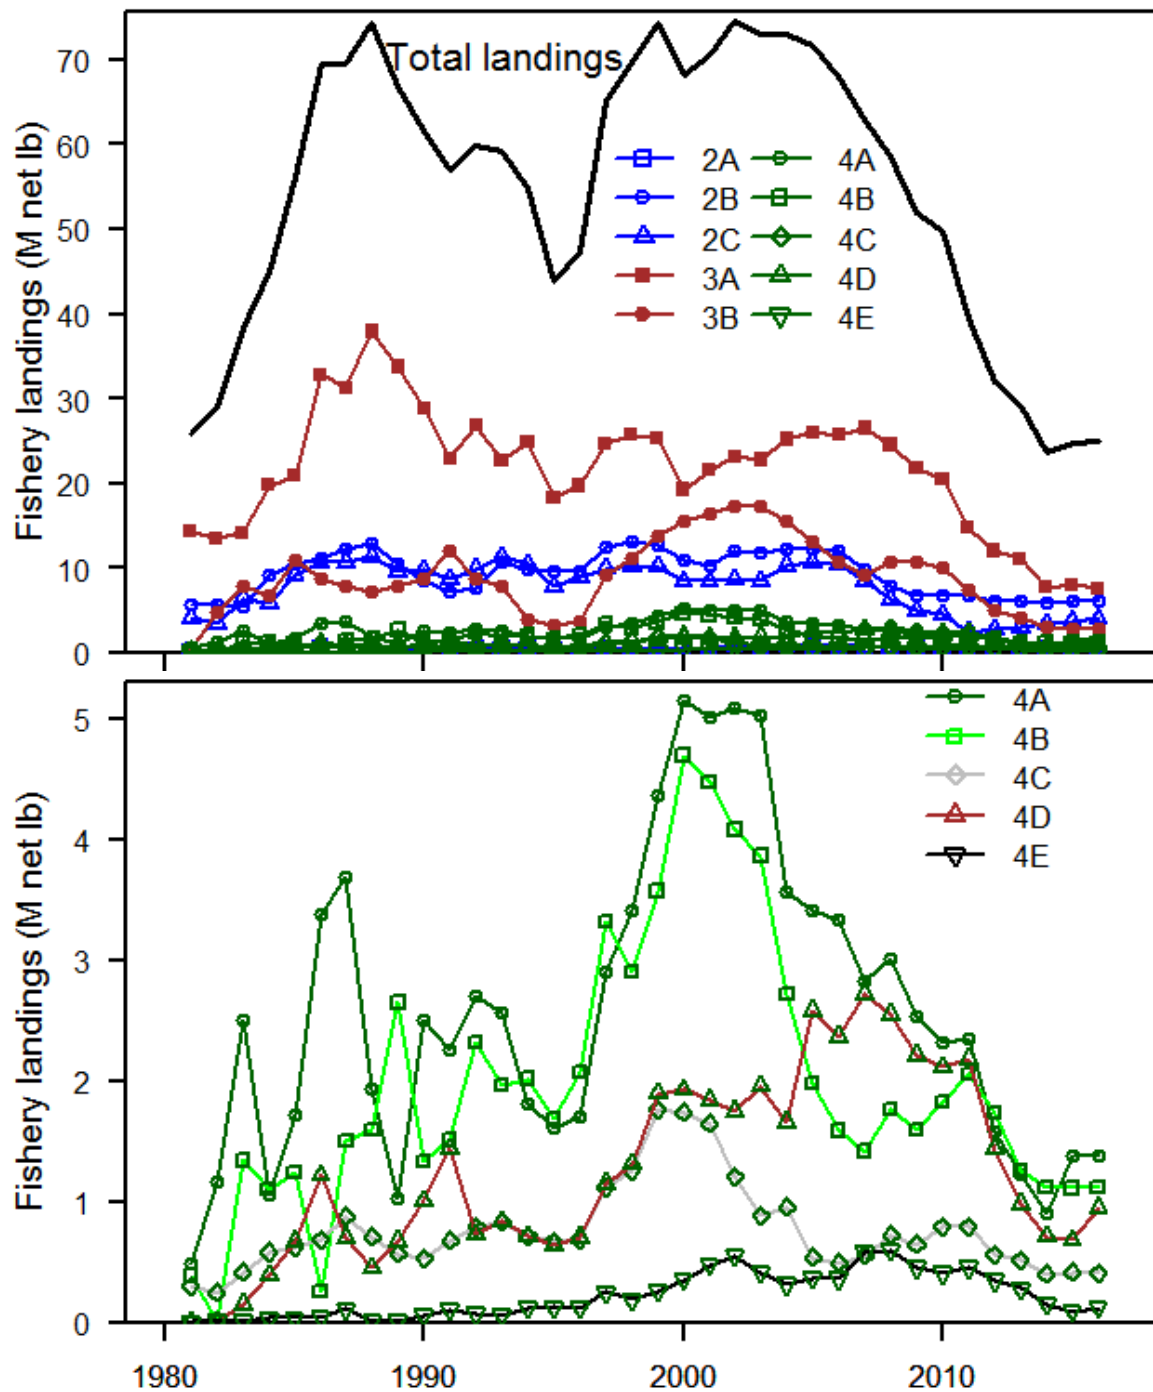 Fishery landings (M net lb)
70
60
50
40
30
20
10
0
Total landings
2A 4A
2B 4B
2C 4C
3A 4D
3B 4E
Fishery landings (M net lb)
5
4
3
2
1
0
4A
4B
4C
4D
4E
1980 1990 2000 2010